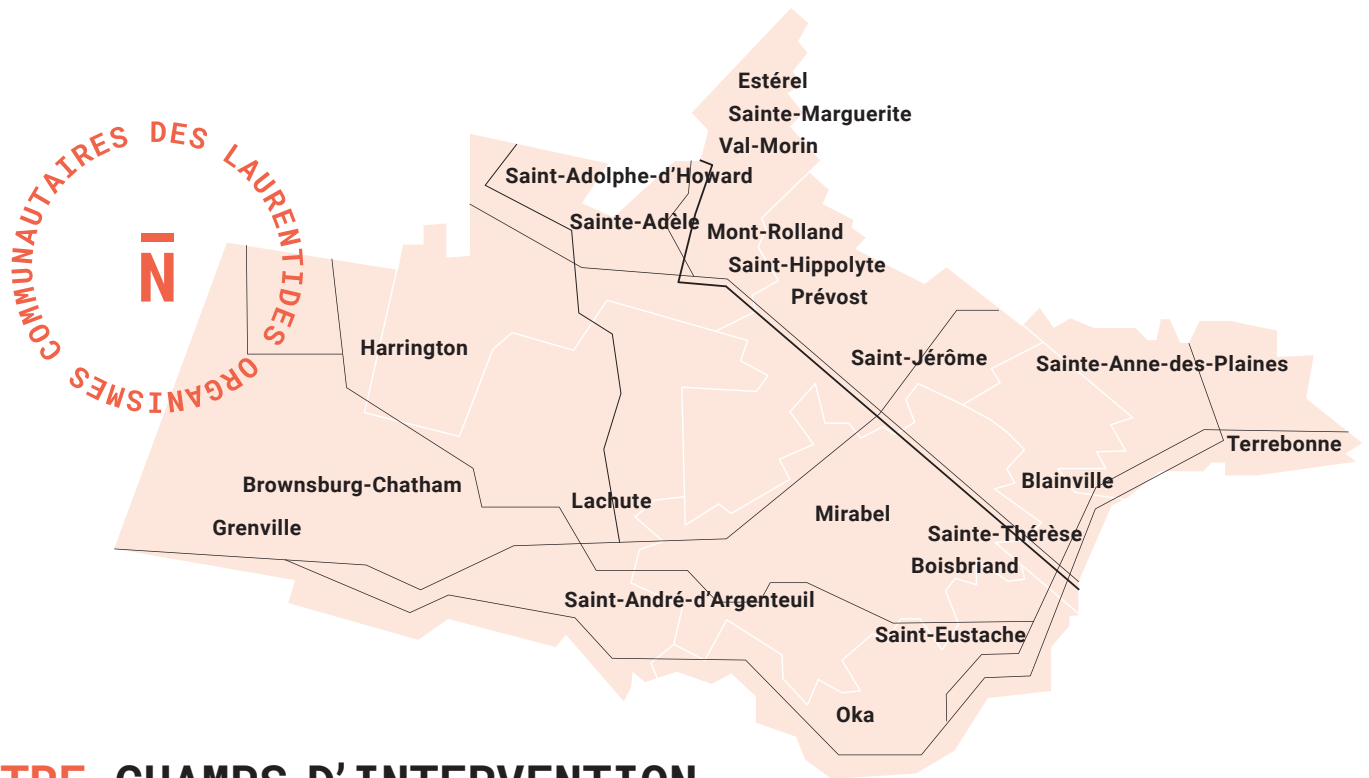 ORGANISMES COMMUNAUTAIRES DES LAURENTIDES
N̄
Estérel
Sainte-Marguerite
Val-Morin
Saint-Adolphe-d’Howard
Sainte-Adèle
Mont-Rolland
Saint-Hippolyte
Prévost
Harrington
Saint-Jérôme
Sainte-Anne-des-Plaines
Terrebonne
Brownsburg-Chatham
Lachute
Blainville
Grenville
Mirabel
Sainte-Thérèse
Boisbriand
Saint-André-d’Argenteuil
Saint-Eustache
Oka
TRE CHAMPS D’INTERVENTION